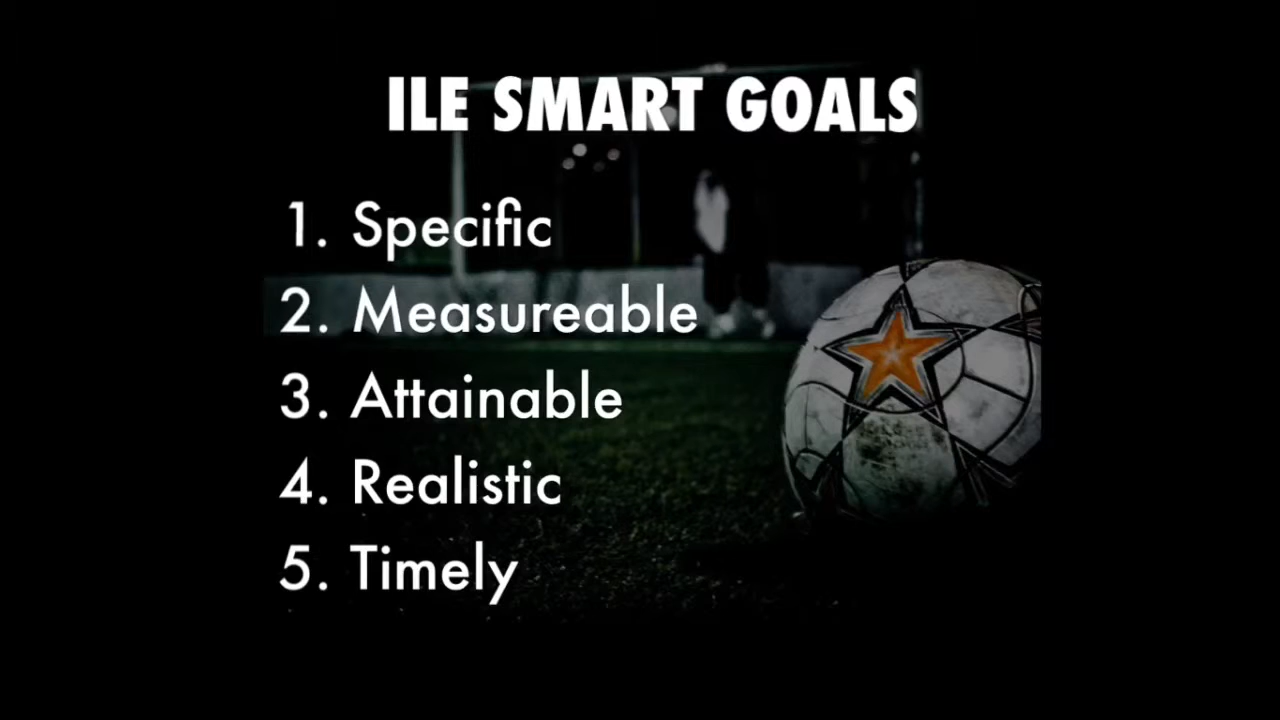 ILE SMART GOALS
1. Specific
2. Measureable
3. Attainable
4. Realistic
5. Timely